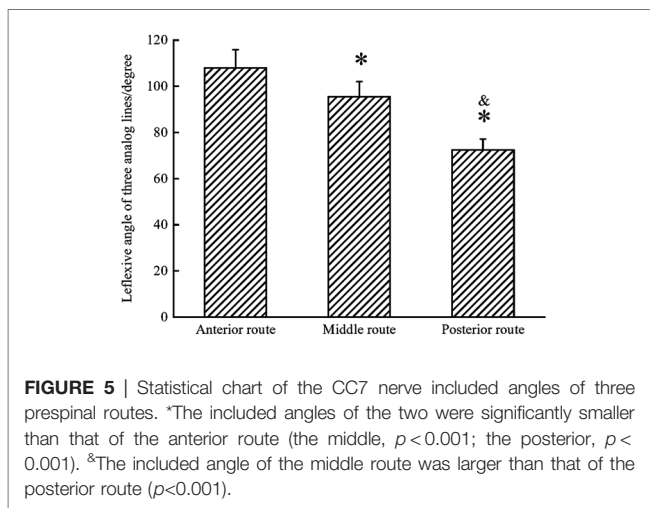 120
100
80
60
40
20
0
Leflexive angle of three analog lines/degree
*
&
*
Anterior route Middle route Posterior route
FIGURE 5 | Statistical chart of the CC7 nerve included angles of three
prespinal routes. *The included angles of the two were significantly smaller
than that of the anterior route (the middle, p < 0.001; the posterior, p <
0.001). &The included angle of the middle route was larger than that of the
posterior route (p<0.001).